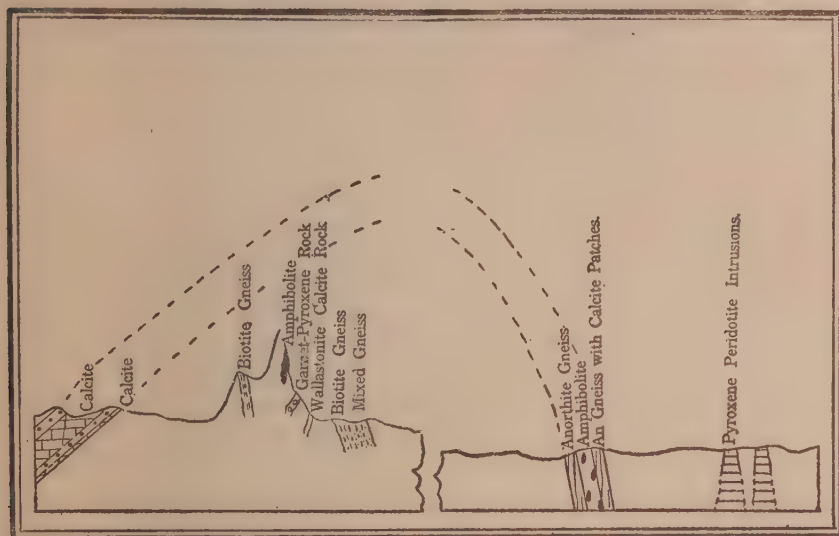 Calcite
Calcite
Biotite Gneiss
Amphibolite
Garnet-Pyroxene Rock
Wallastonite Calcite Rock
Biotite Gneiss
Mixed Gneiss
Anorthite Gneiss
Amphibolite
An Gneiss with Calcite Patches.
Pyroxene Peridotite Intrusions.